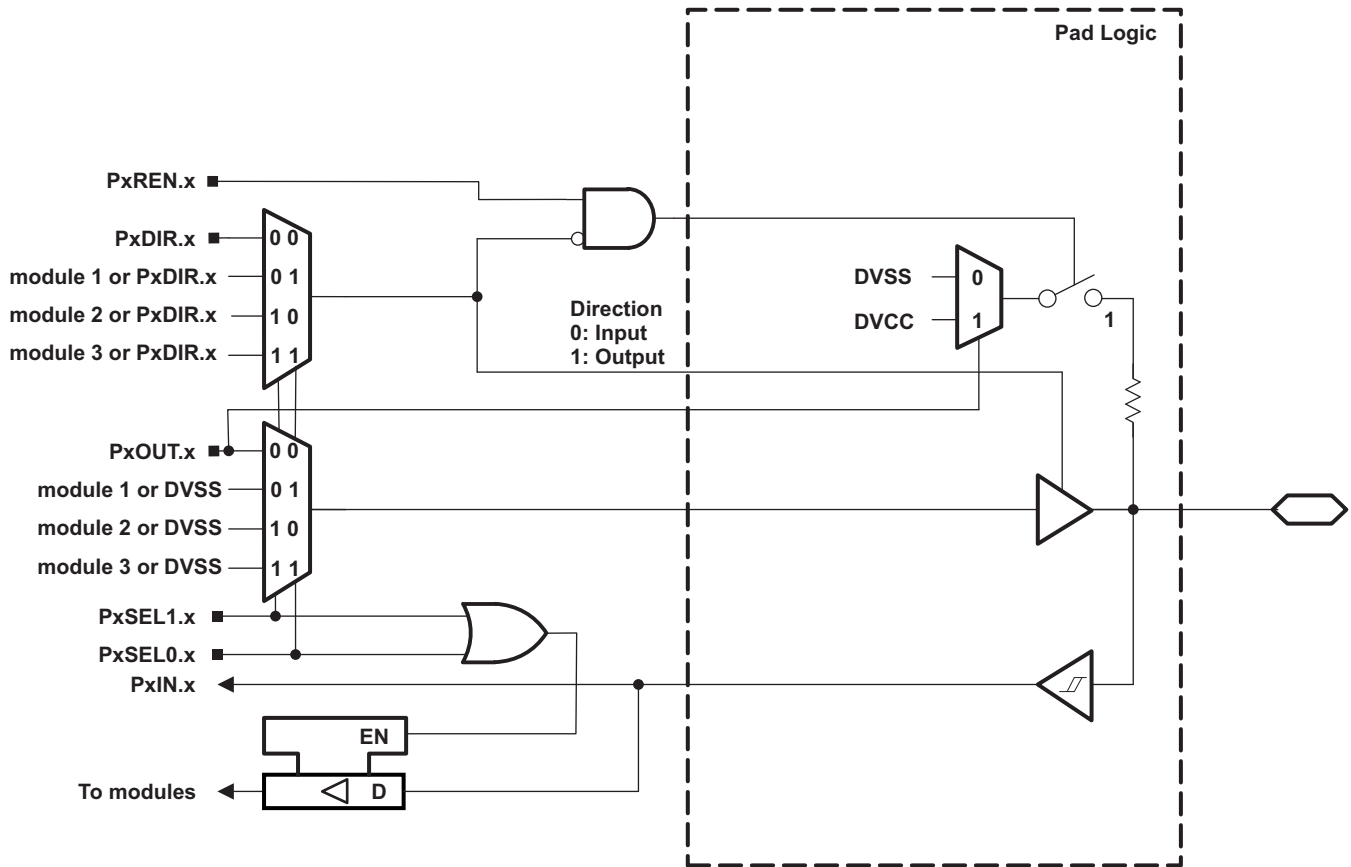 Pad Logic
PxREN.x
PxDIR.x
0 0
module 1 or PxDIR.x
0 1
module 2 or PxDIR.x
1 0
module 3 or PxDIR.x
1 1
Direction
0: Input
1: Output
DVSS
0
DVCC
1
1
PxOUT.x
0 0
module 1 or DVSS
0 1
module 2 or DVSS
1 0
module 3 or DVSS
1 1
PxSEL1.x
PxSEL0.x
PxIN.x
EN
To modules
D